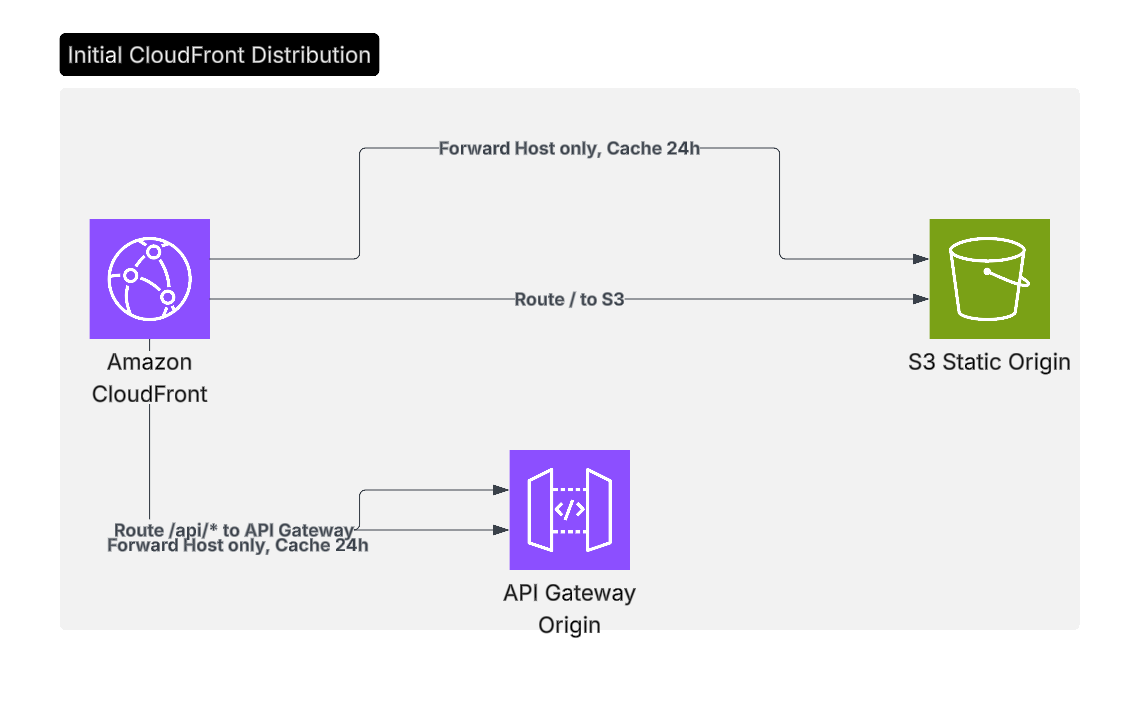 Initial CloudFront Distribution
Forward Host only, Cache 24h
Route / to S3
Amazon
CloudFront
S3 Static Origin
Route /api/* to API Gateway
Forward Host only, Cache 24h
API Gateway
Origin